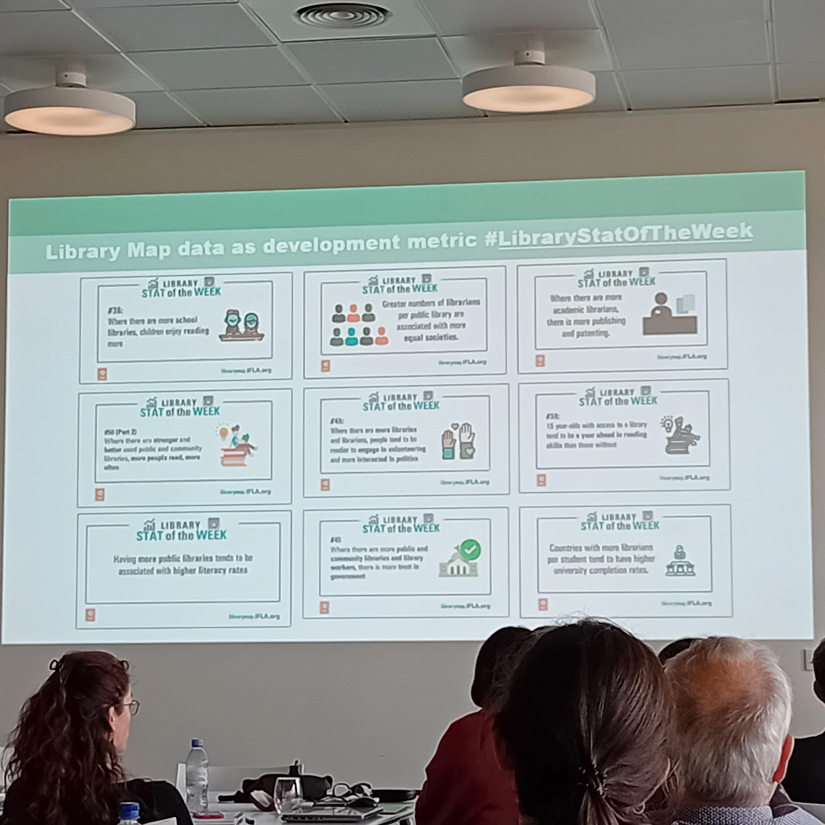 Library Map data as development metric #LibraryStatOfTheWeek
LIBRARY
STAT of the WEEK
#36:
Where there are more school
libraries, children enjoy reading
more
librarymap.IFLA.org
LIBRARY
STAT of the WEEK
Greater numbers of librarians
per public library are
associated with more
equal societies.
librarymap.IFLA.org
LIBRARY
STAT of the WEEK
Where there are more
academic librarians,
there is more publishing
and patenting.
librarymap.IFLA.org
LIBRARY
STAT of the WEEK
#50 (Part 2)
Where there are stronger and
better used public and community
libraries, more people read, more
often
librarymap.IFLA.org
LIBRARY
STAT of the WEEK
Where there are more libraries
and librarians, people tend to be
readier to engage in volunteering
and more interested in politics
librarymap.IFLA.org
LIBRARY
STAT of the WEEK
15 year-olds with access to a library
tend to be a year ahead in reading
skills than those without
librarymap.IFLA.org
LIBRARY
STAT of the WEEK
Having more public libraries tends to be
associated with higher literacy rates
librarymap.IFLA.org
LIBRARY
STAT of the WEEK
#45
Where there are more public and
community libraries and library
workers, there is more trust in
government
librarymap.IFLA.org
LIBRARY
STAT of the WEEK
Countries with more librarians
per student tend to have higher
university completion rates.
librarymap.IFLA.org